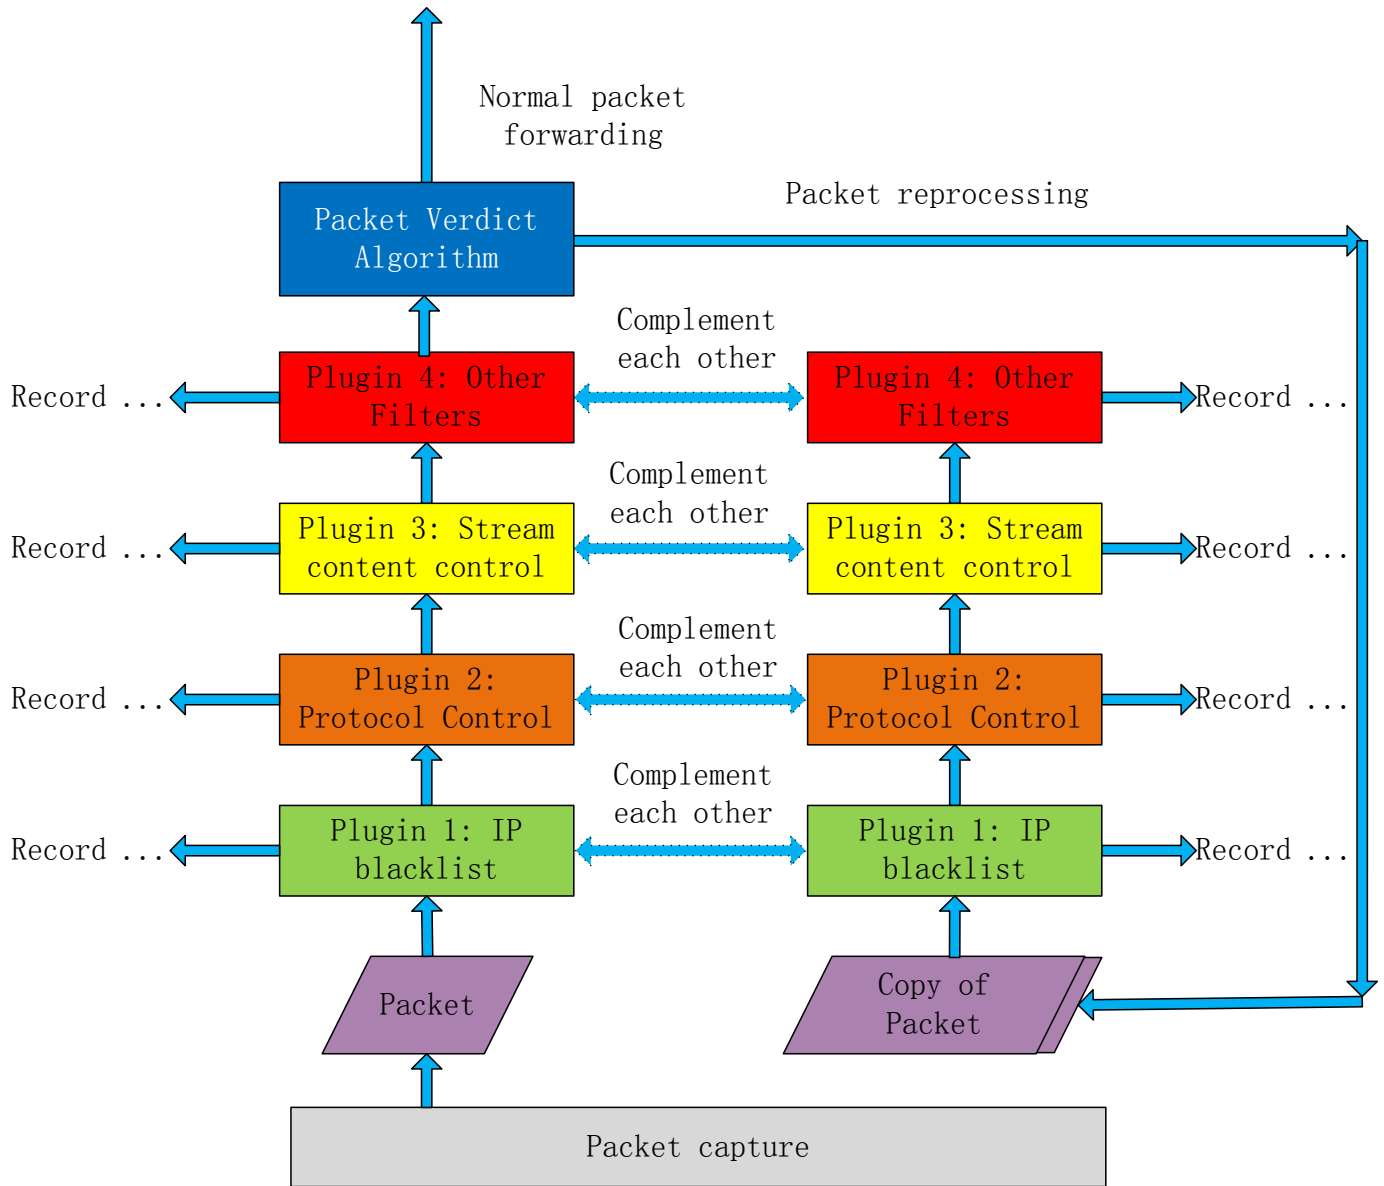 Normal packet
forwarding
Packet Verdict
Algorithm
Packet reprocessing
Complement
each other
Record ...
Plugin 4: Other
Filters
Plugin 4: Other
Filters
Record ...
Complement
each other
Record ...
Plugin 3: Stream
content control
Plugin 3: Stream
content control
Record ...
Complement
each other
Record ...
Plugin 2:
Protocol Control
Plugin 2:
Protocol Control
Record ...
Complement
each other
Record ...
Plugin 1: IP
blacklist
Plugin 1: IP
blacklist
Record ...
Packet
Copy of
Packet
Packet capture